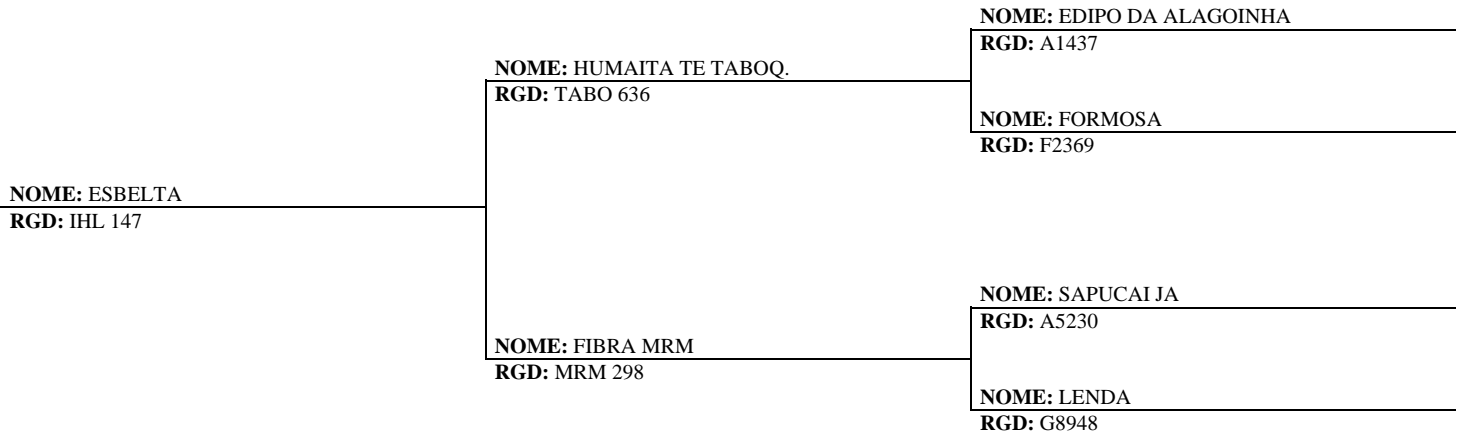 NOME: EDIPO DA ALAGOINHA
RGD: A1437
NOME: HUMAITA TE TABOQ.
RGD: TABO 636
NOME: FORMOSA
RGD: F2369
NOME: ESBELTA
RGD: IHL 147
NOME: SAPUCAI JA
RGD: A5230
NOME: FIBRA MRM
RGD: MRM 298
NOME: LENDA
RGD: G8948